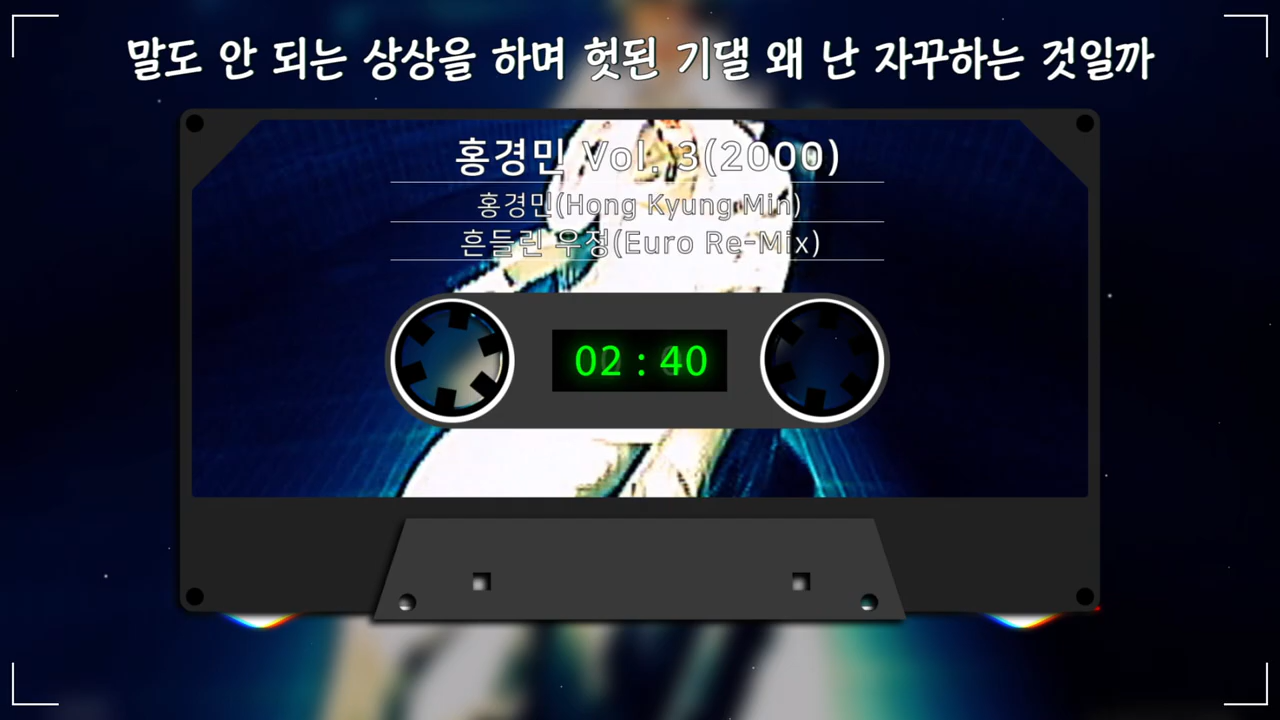 말도 안 되는 상상을 하며 헛된 기댈 왜 난 자꾸하는 것일까
홍경민 Vol. 3(2000)
홍경민(Hong Kyung Min)
흔들린 우정(Euro Re-Mix)
02 : 40